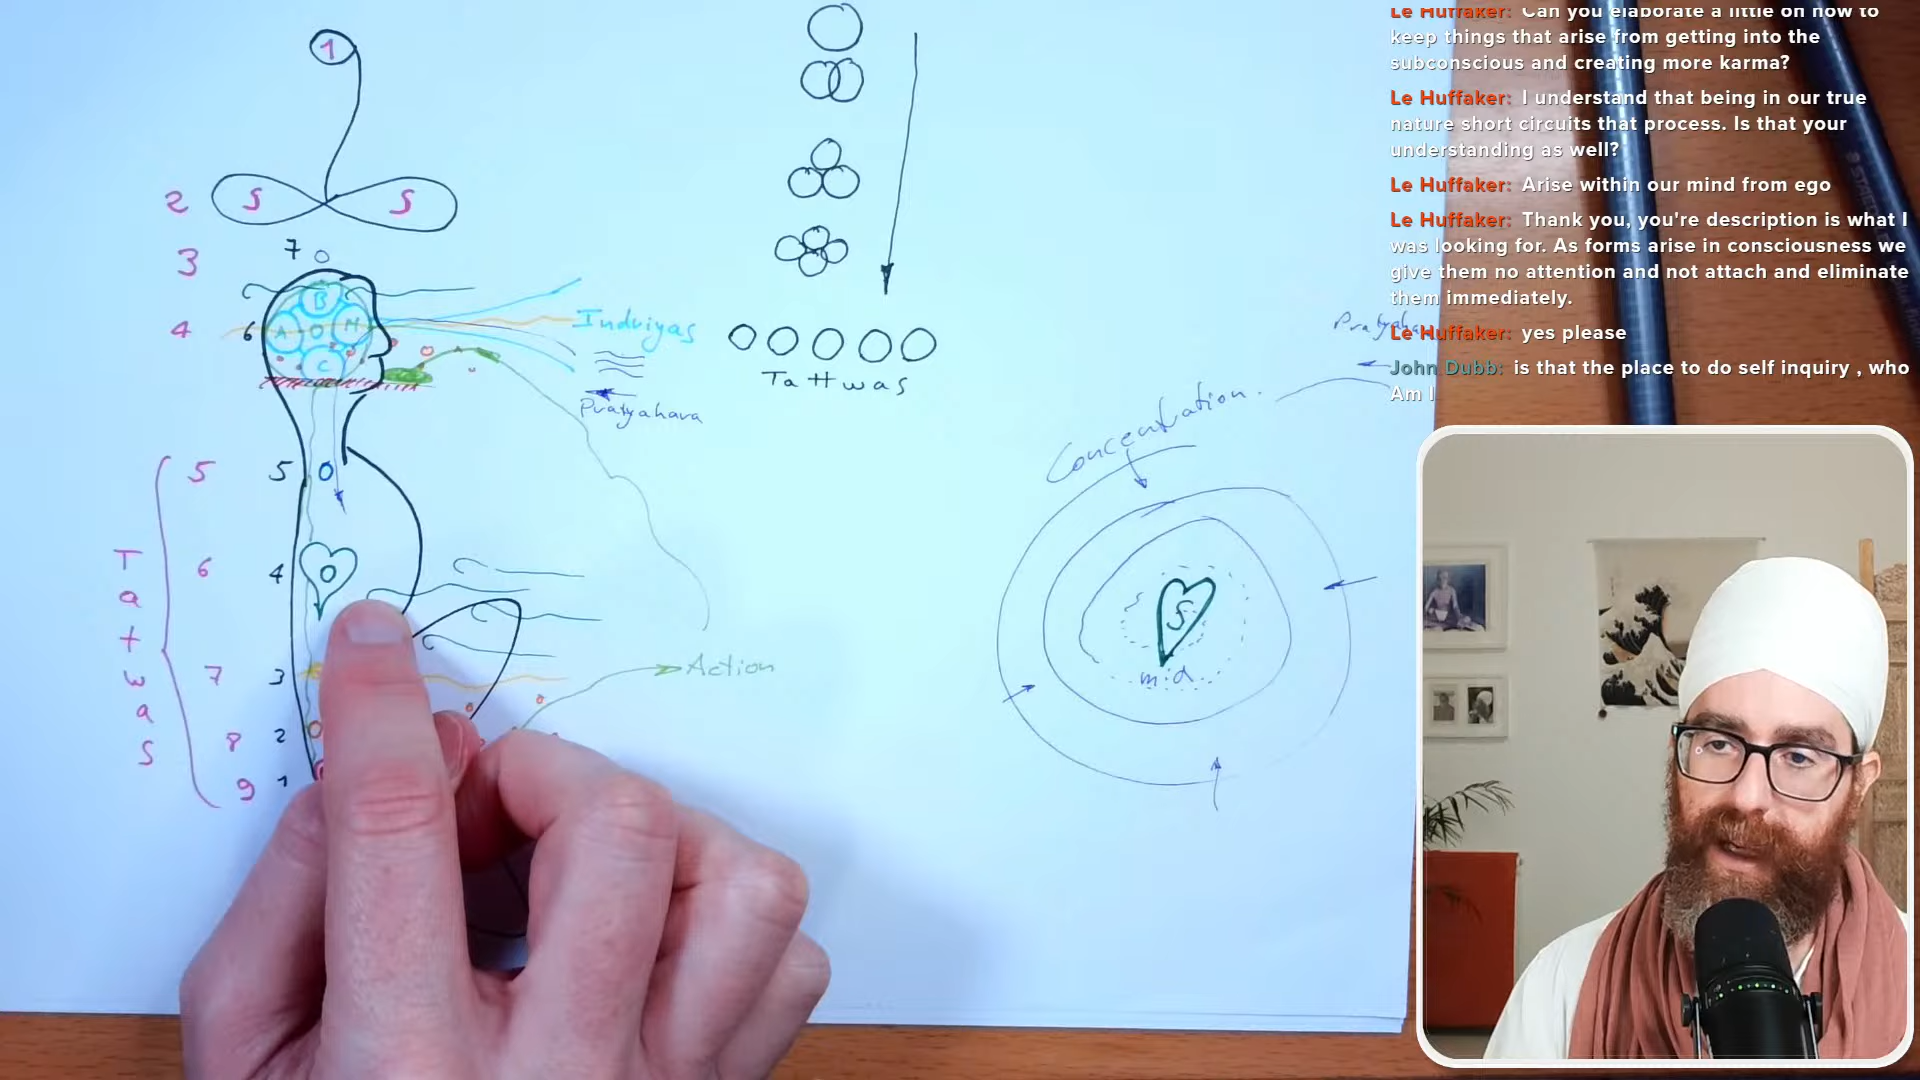 1
2 S S
3 7
4 6 B
A O M
C
Indriyas
Pratyahara
Tattwas
5 5
6 4
7 3
8 2
9 1
Tatwas
Action
Concentration.
S
mid
Le Huffaker: Can you elaborate a little on how to
keep things that arise from getting into the
subconscious and creating more karma?
Le Huffaker: I understand that being in our true
nature short circuits that process. Is that your
understanding as well?
Le Huffaker: Arise within our mind from ego
Le Huffaker: Thank you, you're description is what I
was looking for. As forms arise in consciousness we
give them no attention and not attach and eliminate
them immediately.
Le Huffaker: yes please
John Dubb: is that the place to do self inquiry , who
Am I
STAEDTLER